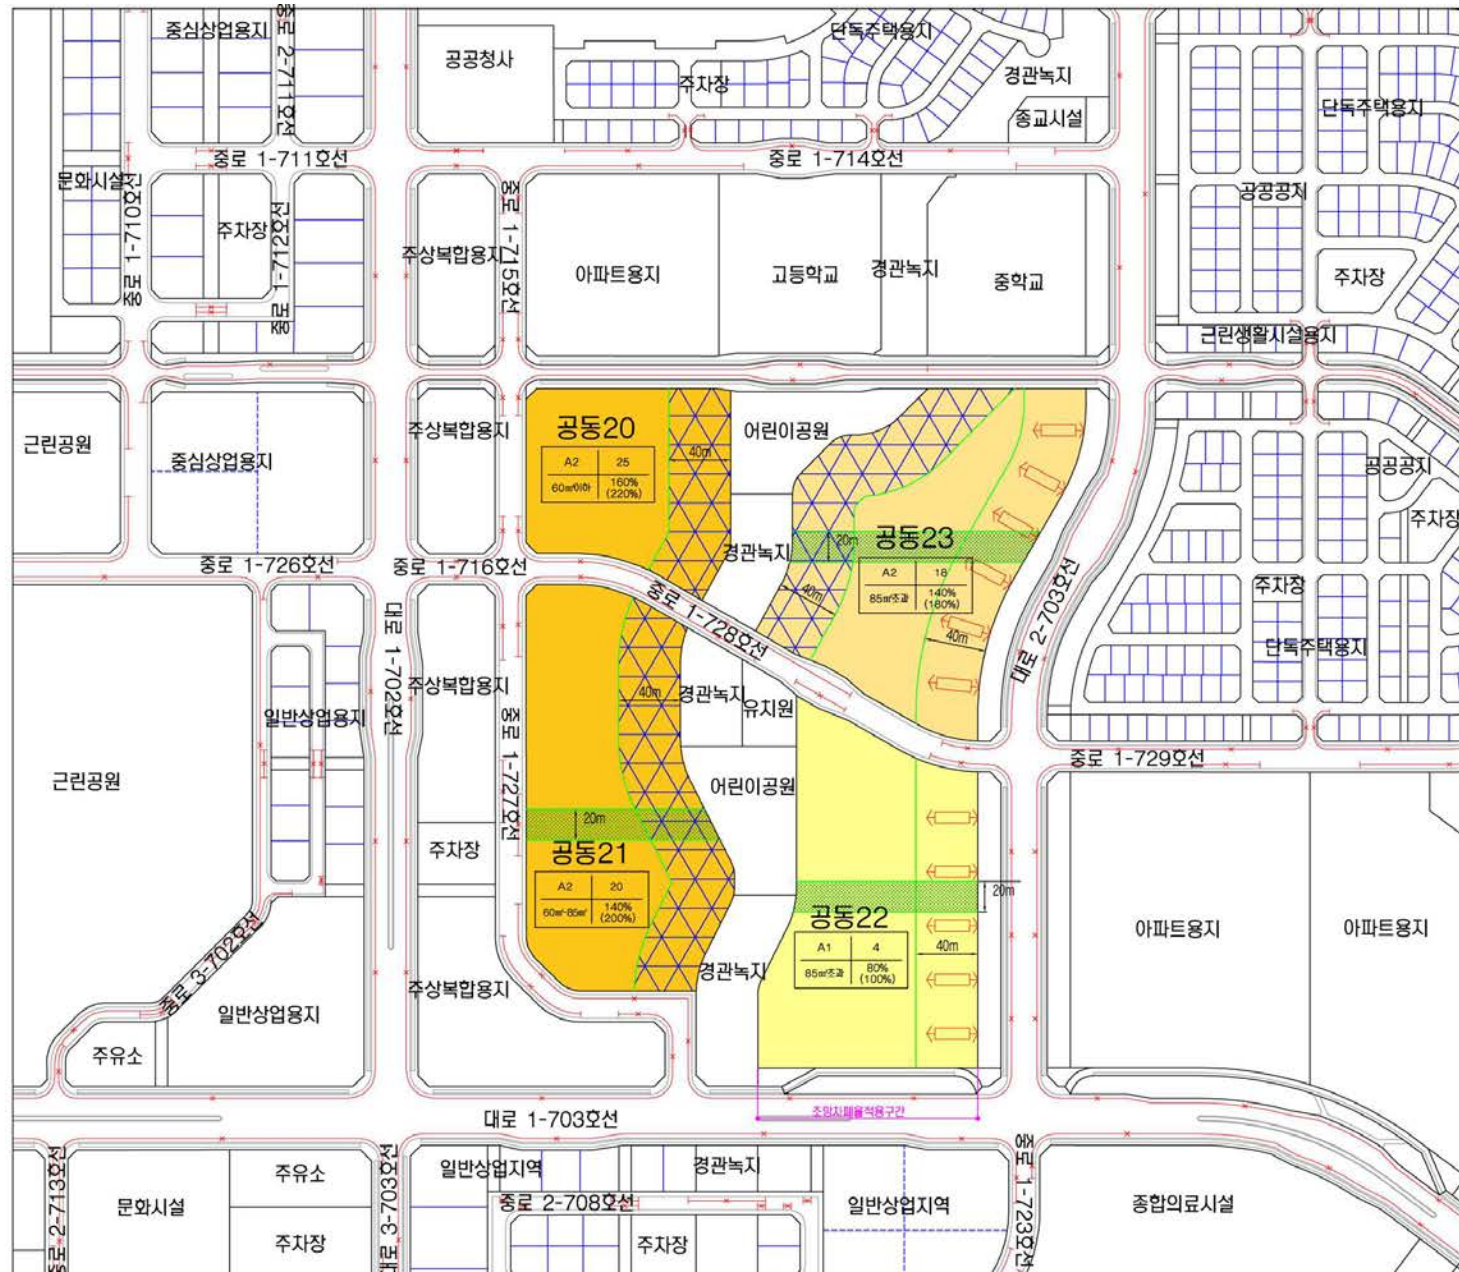 중심상업용지
중로 2-711호선
공공청사
단독주택용지
주차장
경관녹지
종교시설
단독주택용지
중로 1-711호선
중로 1-714호선
문화시설
중로 1-710호선
주차장
중로 1-712호선
주상복합용지
중로 1-715호선
아파트용지
고등학교
경관녹지
중학교
공공공지
주차장
근린생활시설용지
근린공원
중심상업용지
주상복합용지
공동20
A2 25
60㎡이하 160%
(220%)
40m
어린이공원
경관녹지
20m
공동23
A2 18
85㎡초과 140%
(180%)
40m
40m
공공공지
주차장
주차장
단독주택용지
중로 1-726호선
중로 1-716호선
중로 1-728호선
대로 2-703호선
대로 1-702호선
주상복합용지
일반상업용지
중로 1-727호선
40m
경관녹지
유치원
어린이공원
중로 1-729호선
근린공원
주차장
20m
공동21
A2 20
60㎡-85㎡ 140%
(200%)
20m
공동22
A1 4
85㎡초과 80%
(100%)
40m
아파트용지
아파트용지
중로 3-702호선
일반상업용지
주상복합용지
경관녹지
주유소
조망차폐율적용구간
대로 1-703호선
중로 2-713호선
문화시설
주유소
주차장
대로 3-703호선
일반상업지역
경관녹지
중로 2-708호선
주차장
일반상업지역
중로 1-723호선
종합의료시설